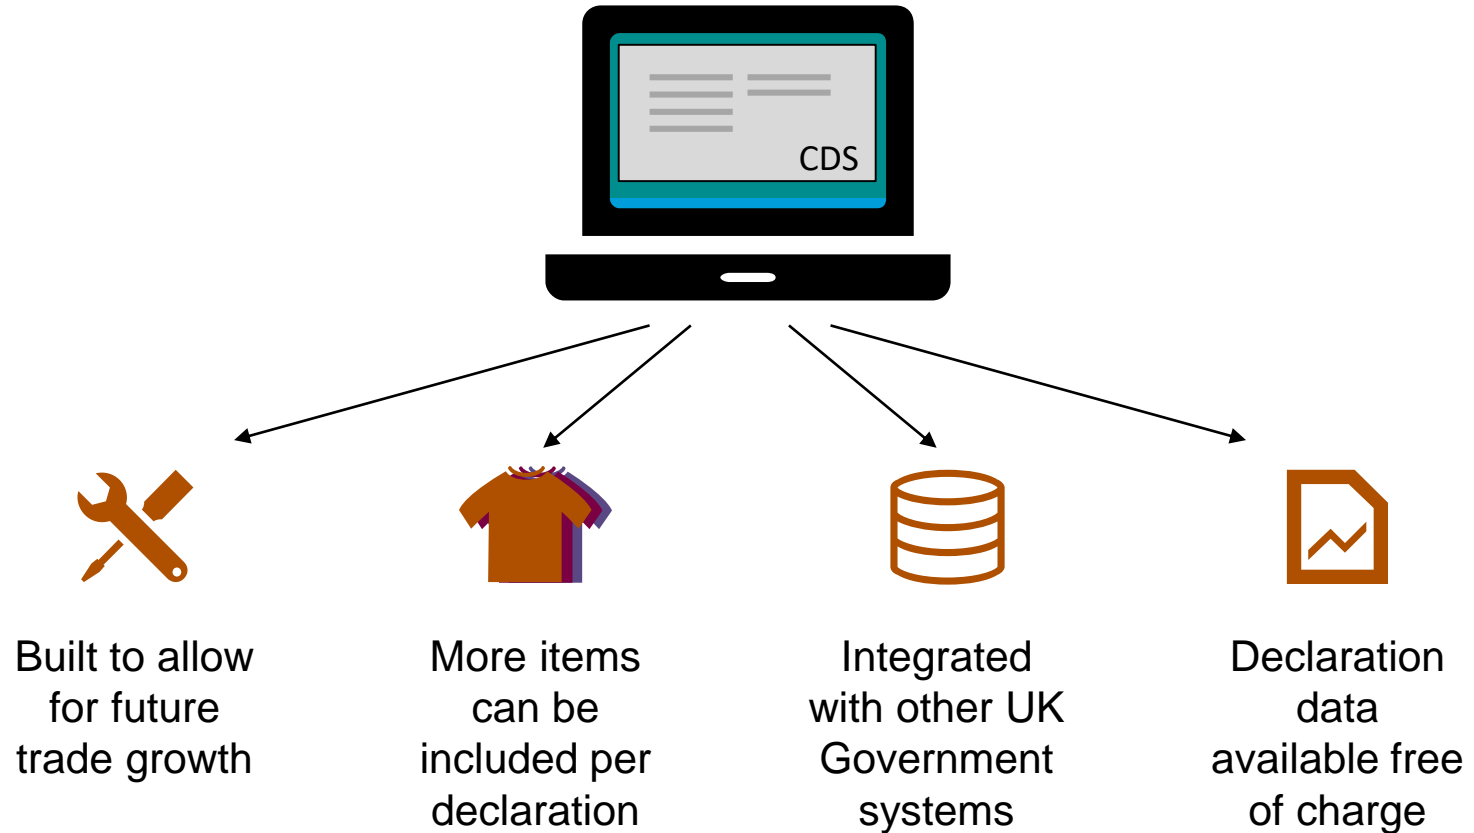 CDS
Built to allow
for future
trade growth
More items
can be
included per
declaration
Integrated
with other UK
Government
systems
Declaration
data
available free
of charge